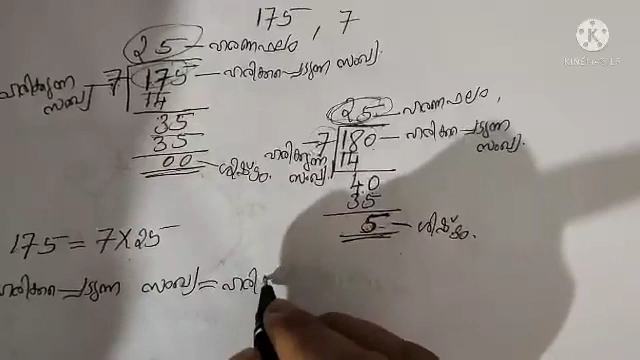 175, 7
25 — ഹരണഫലം
ഹരിക്കുന്ന സംഖ്യ 7 175 — ഹരിക്കപ്പെടുന്ന സംഖ്യ.
14
35
35
00 — ശിഷ്ടം.
25 — ഹരണഫലം,
ഹരിക്കുന്ന സംഖ്യ 7 180 — ഹരിക്കപ്പെടുന്ന സംഖ്യ.
14
40
35
5 — ശിഷ്ടം.
175 = 7 X 25
ഹരിക്കപ്പെടുന്ന സംഖ്യ = ഹരി
KINEMASTER